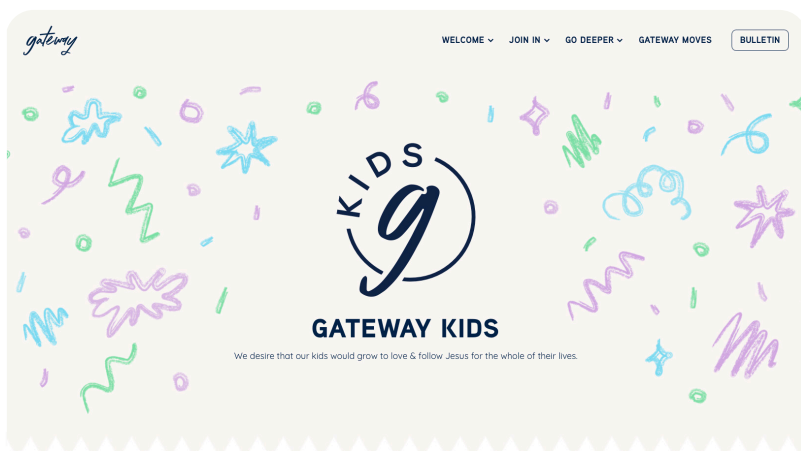 gateway
WELCOME
JOIN IN
GO DEEPER
GATEWAY MOVES
BULLETIN
KIDS
g
GATEWAY KIDS
We desire that our kids would grow to love & follow Jesus for the whole of their lives.